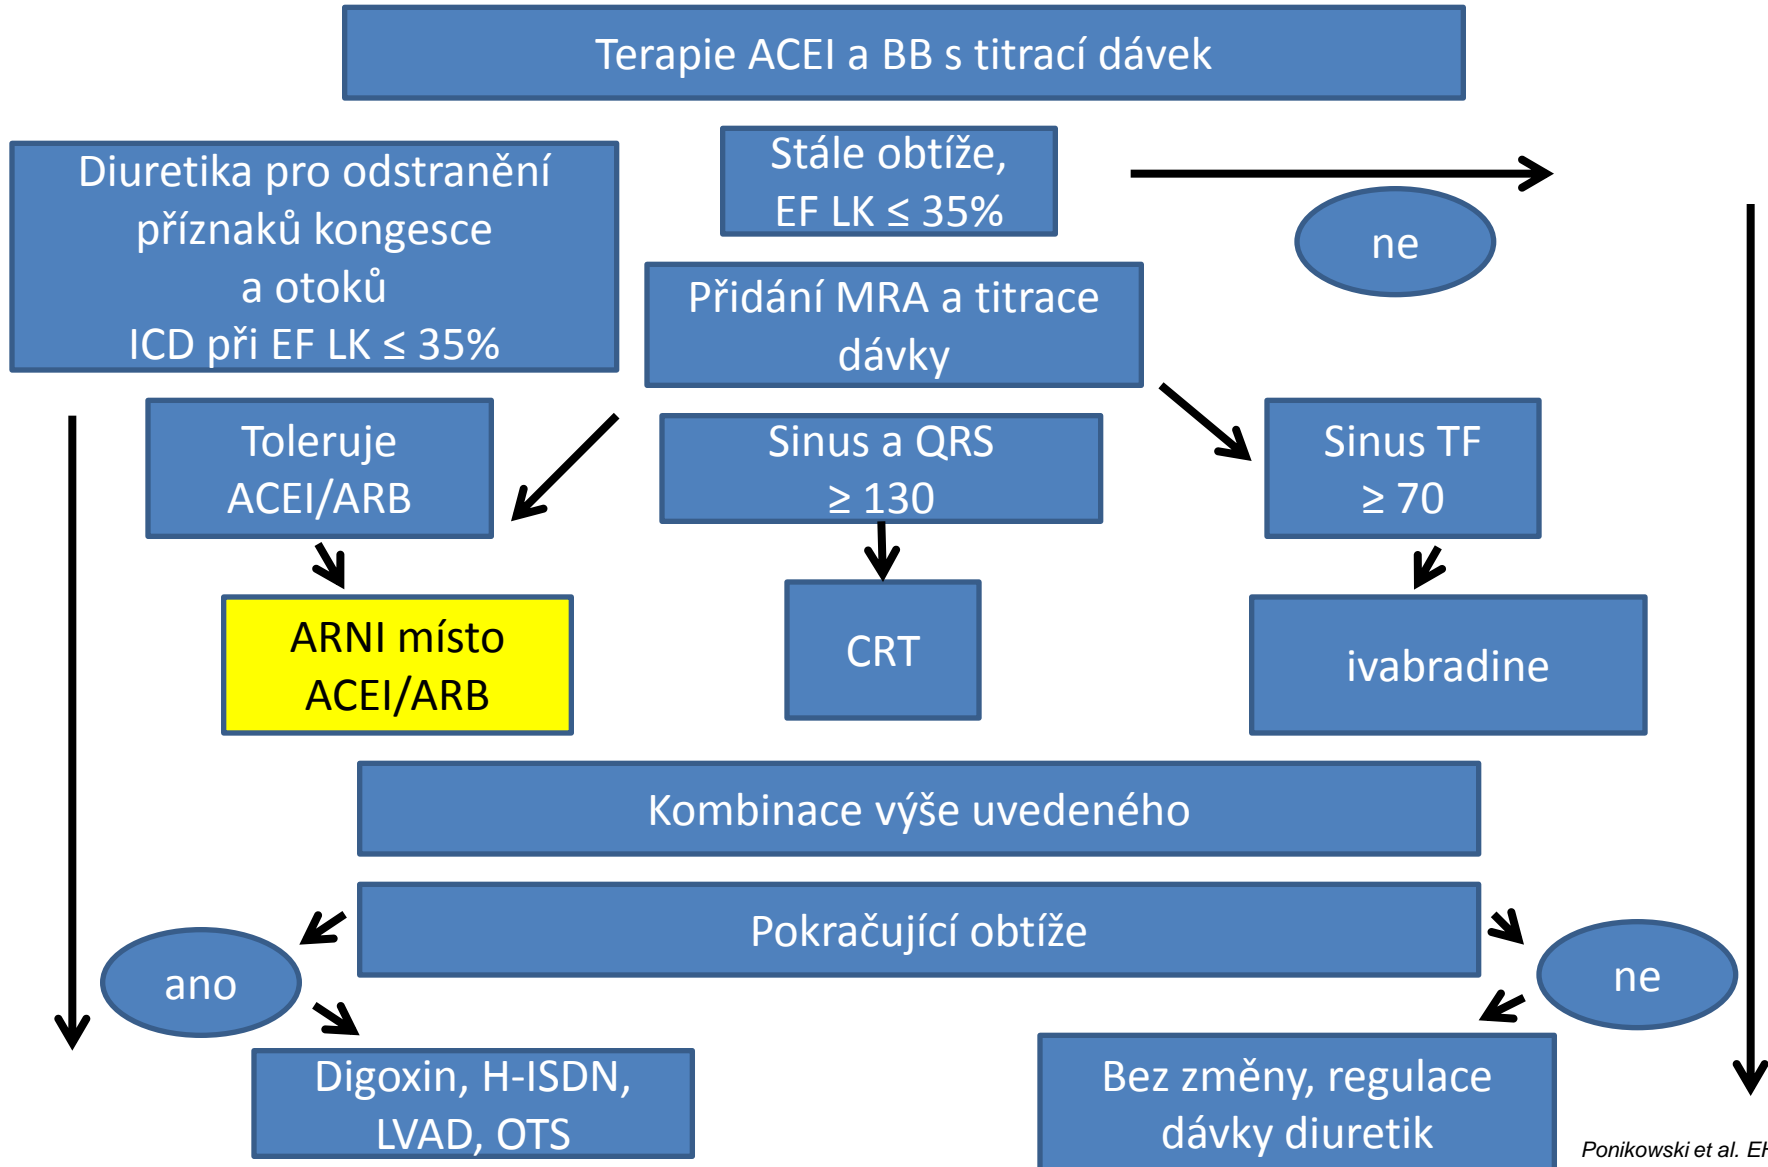 Terapie ACEI a BB s titrací dávek
Diuretika pro odstranění
příznaků kongesce
a otoků
ICD při EF LK ≤ 35%
Stále obtíže,
EF LK ≤ 35%
ne
Přidání MRA a titrace
dávky
Toleruje
ACEI/ARB
Sinus a QRS
≥ 130
Sinus TF
≥ 70
ARNI místo
ACEI/ARB
CRT
ivabradine
Kombinace výše uvedeného
Pokračující obtíže
ano
ne
Digoxin, H-ISDN,
LVAD, OTS
Bez změny, regulace
dávky diuretik
Ponikowski et al.